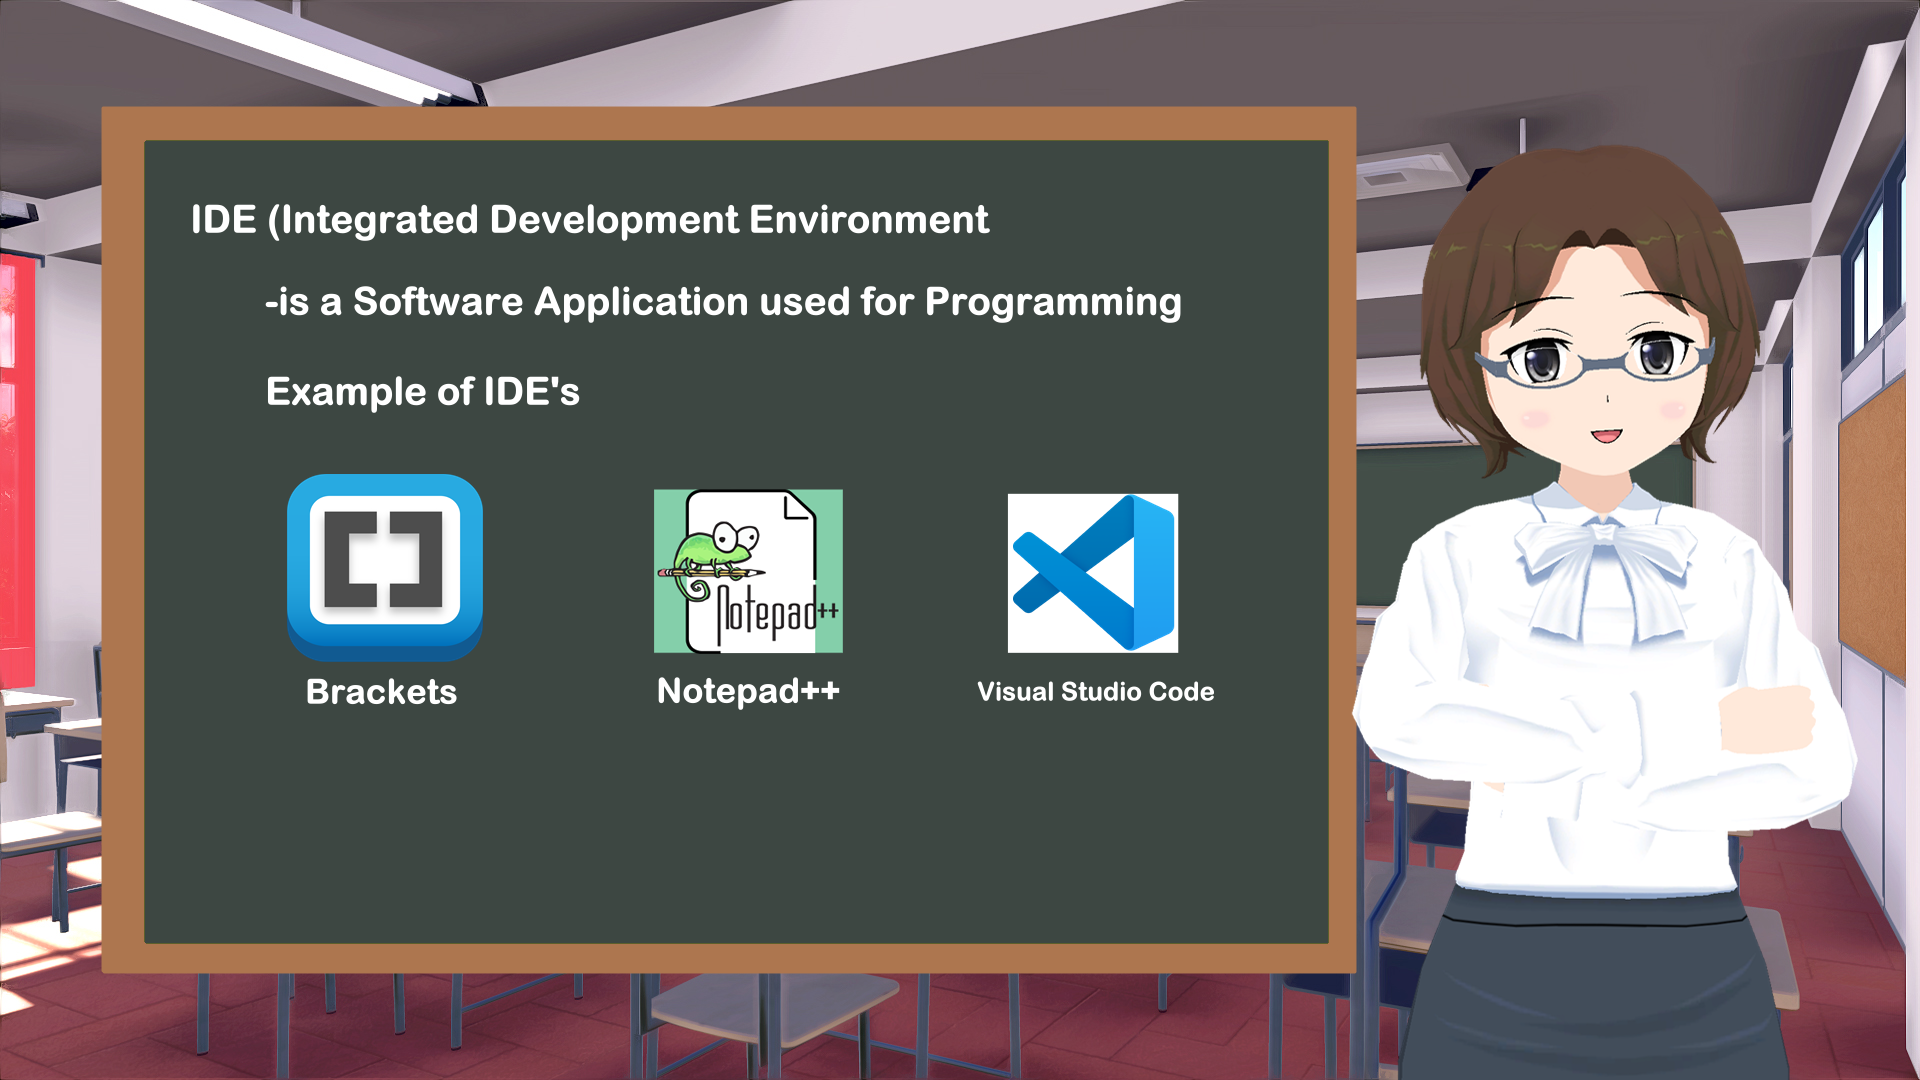 IDE (Integrated Development Environment
-is a Software Application used for Programming
Example of IDE's
Notepad++
Brackets
Notepad++
Visual Studio Code